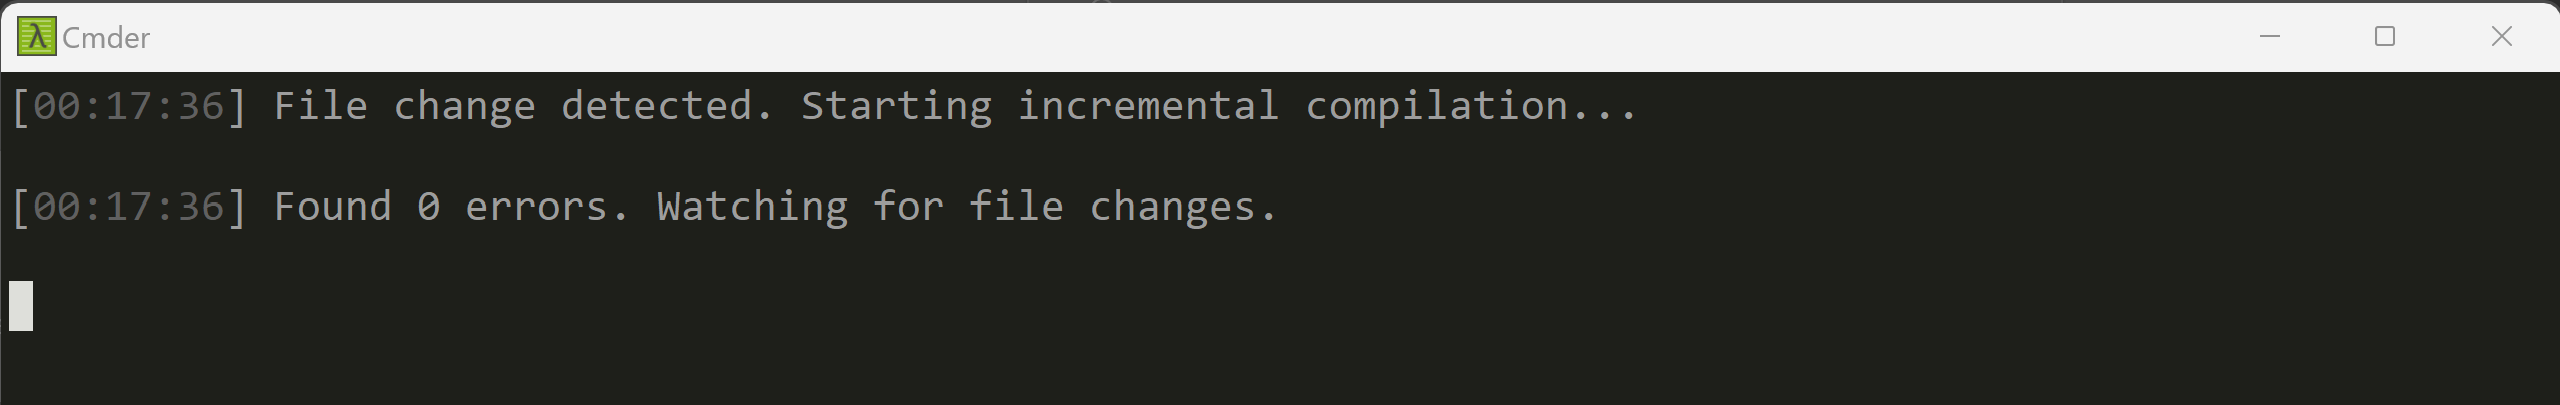 λ Cmder
[00:17:36] File change detected. Starting incremental compilation...
[00:17:36] Found 0 errors. Watching for file changes.